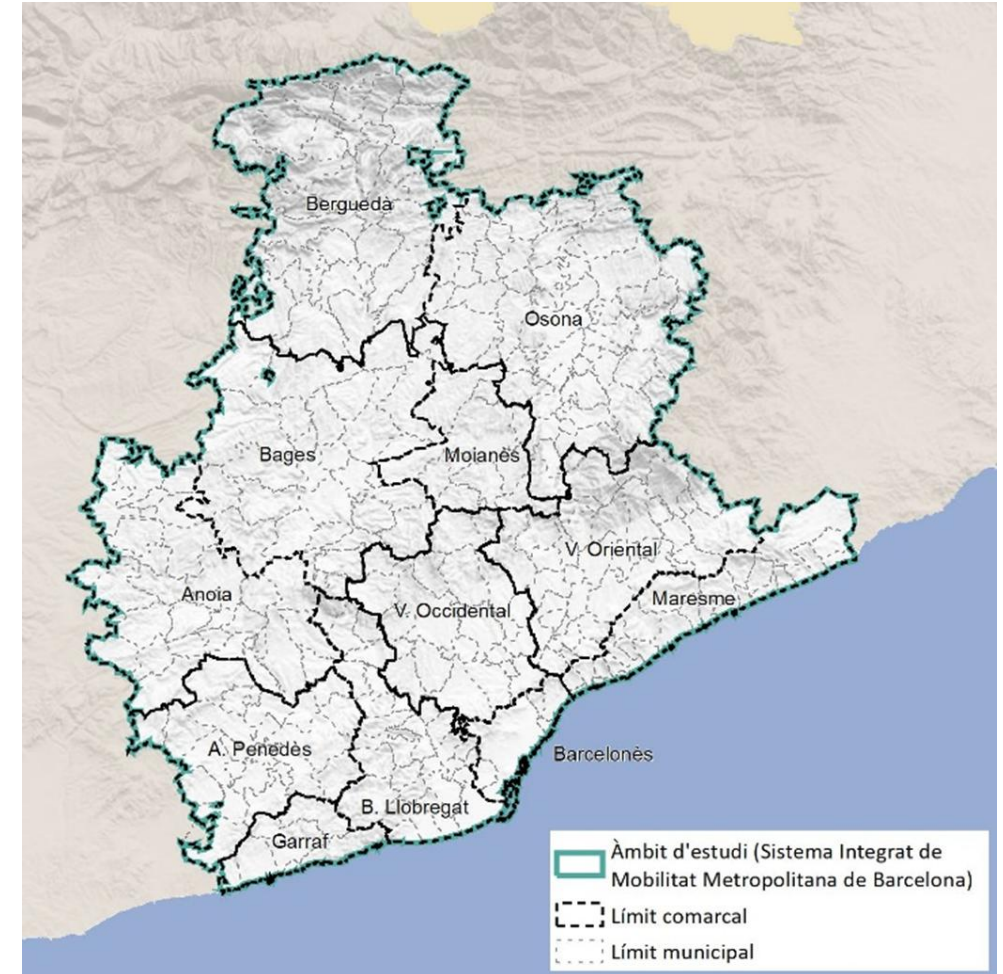 Berguedà
Osona
Bages
Moianès
V. Oriental
Anoia
V. Occidental
Maresme
A. Penedès
Barcelonès
B. Llobregat
Garraf
Àmbit d'estudi (Sistema Integrat de
Mobilitat Metropolitana de Barcelona)
Límit comarcal
Límit municipal